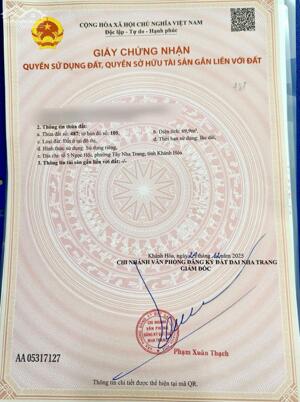 CỘNG HÒA XÃ HỘI CHỦ NGHĨA VIỆT NAM
Độc lập - Tự do - Hạnh phúc
GIẤY CHỨNG NHẬN
QUYỀN SỬ DỤNG ĐẤT, QUYỀN SỞ HỮU TÀI SẢN GẮN LIỀN VỚI ĐẤT
2. Thông tin thửa đất:
a. Thửa đất số: 487; tờ bản đồ số: 105
b. Diện tích: 69,9m²
c. Loại đất: Đất ở tại đô thị,
d. Thời hạn sử dụng: lâu dài,
đ. Hình thức sử dụng: Sử dụng riêng,
e. Địa chỉ: tổ 5 Ngọc Hội, phường Tây Nha Trang, tỉnh Khánh Hòa
3. Thông tin tài sản gắn liền với đất: -/-
Khánh Hòa, ngày 24 tháng 12 năm 2025
CHI NHÁNH VĂN PHÒNG ĐĂNG KÝ ĐẤT ĐAI NHA TRANG
GIÁM ĐỐC
Phạm Xuân Thạch
AA 05317127
Thông tin chi tiết được thể hiện tại mã QR.